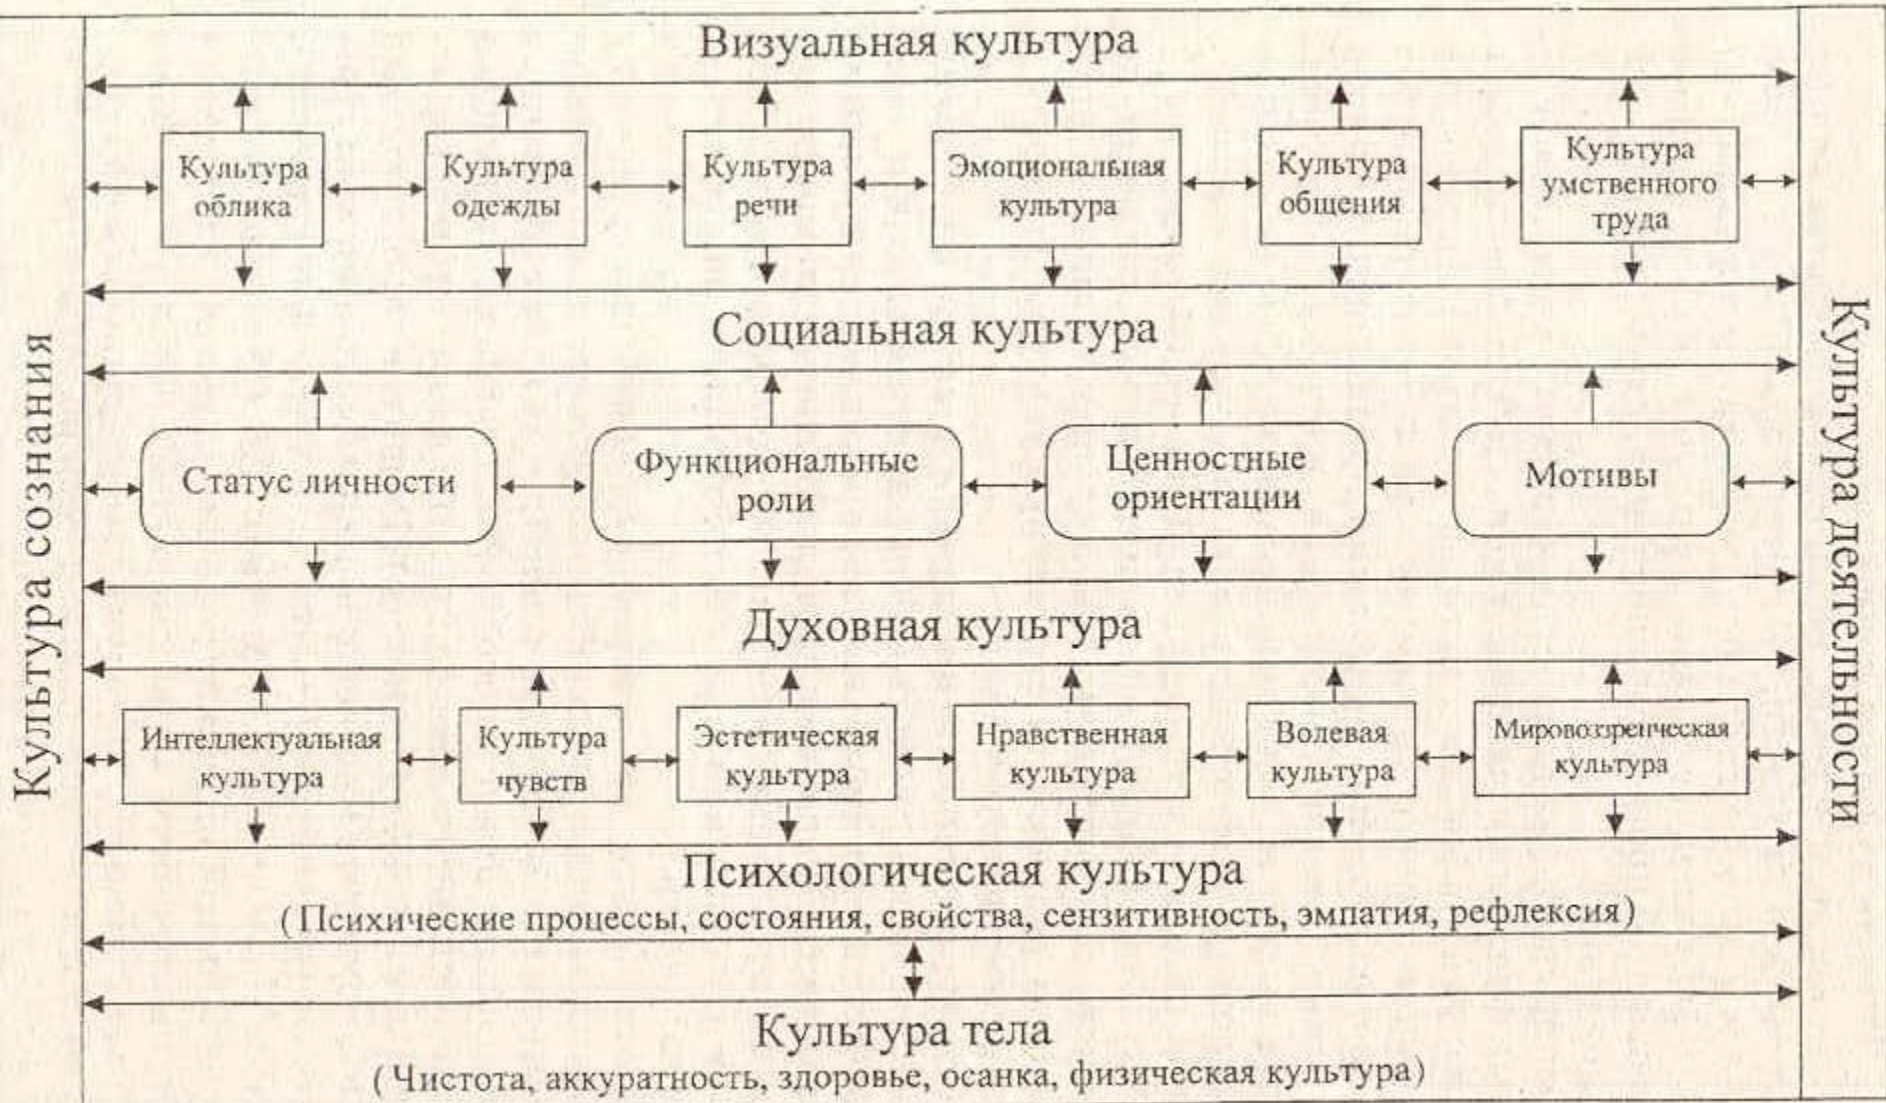 Визуальная культура
Культура
облика
Культура
одежды
Культура
речи
Эмоциональная
культура
Культура
общения
Культура
умственного
труда
Социальная культура
Статус личности
Функциональные
роли
Ценностные
ориентации
Мотивы
Духовная культура
Интеллектуальная
культура
Культура
чувств
Эстетическая
культура
Нравственная
культура
Волевая
культура
Мировоззренческая
культура
Психологическая культура
(Психические процессы, состояния, свойства, сензитивность, эмпатия, рефлексия)
Культура тела
(Чистота, аккуратность, здоровье, осанка, физическая культура)
Культура сознания
Культура деятельности